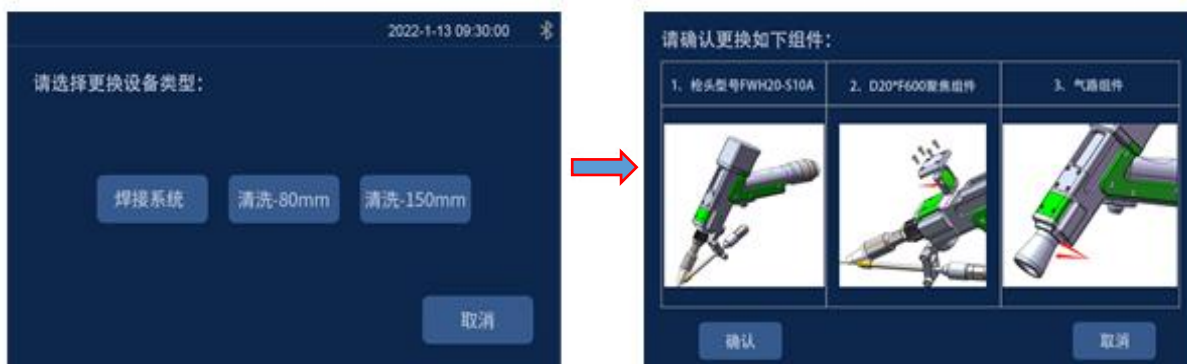 2022-1-13 09:30:00
请选择更换设备类型：
焊接系统
清洗-80mm
清洗-150mm
取消
请确认更换如下组件：
1、枪头型号FWH20-S10A
2、D20*F600聚焦组件
3、气路组件
确认
取消